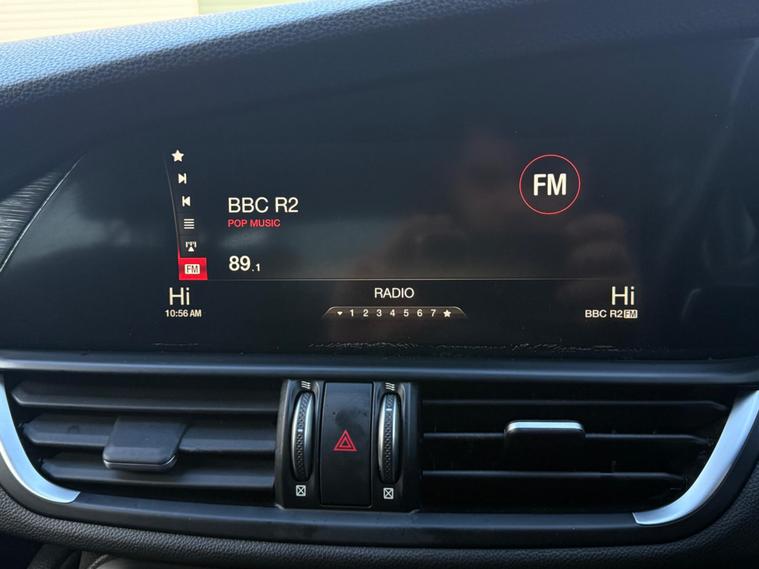 BBC R2
POP MUSIC
FM
89.1
FM
Hi
10:56 AM
RADIO
1 2 3 4 5 6 7
Hi
BBC R2 FM